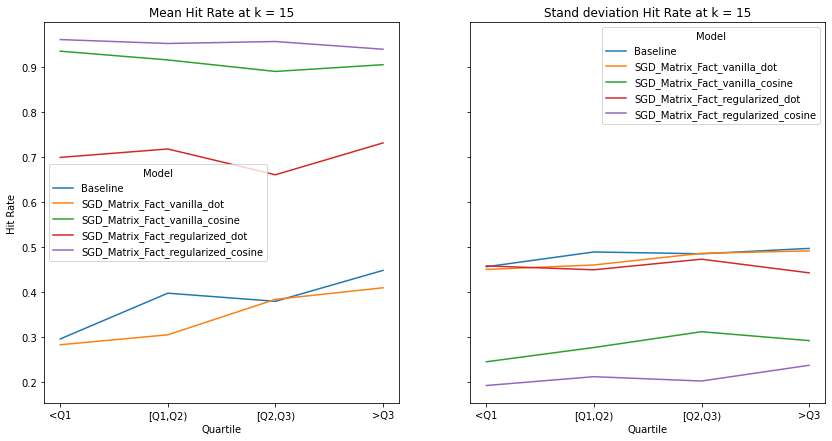 Mean Hit Rate at k = 15
Hit Rate
0.9
0.8
0.7
0.6
0.5
0.4
0.3
0.2
Model
Baseline
SGD_Matrix_Fact_vanilla_dot
SGD_Matrix_Fact_vanilla_cosine
SGD_Matrix_Fact_regularized_dot
SGD_Matrix_Fact_regularized_cosine
<Q1
[Q1,Q2)
[Q2,Q3)
>Q3
Quartile
Stand deviation Hit Rate at k = 15
Model
Baseline
SGD_Matrix_Fact_vanilla_dot
SGD_Matrix_Fact_vanilla_cosine
SGD_Matrix_Fact_regularized_dot
SGD_Matrix_Fact_regularized_cosine
<Q1
[Q1,Q2)
[Q2,Q3)
>Q3
Quartile